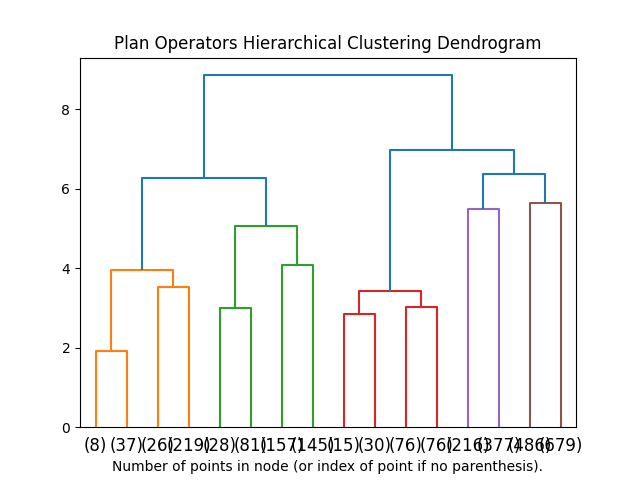 Plan Operators Hierarchical Clustering Dendrogram
8
6
4
2
0
(8) (37) (26) (219) (28) (81) (157) (145) (15) (30) (76) (76) (216) (377) (486) (679)
Number of points in node (or index of point if no parenthesis).